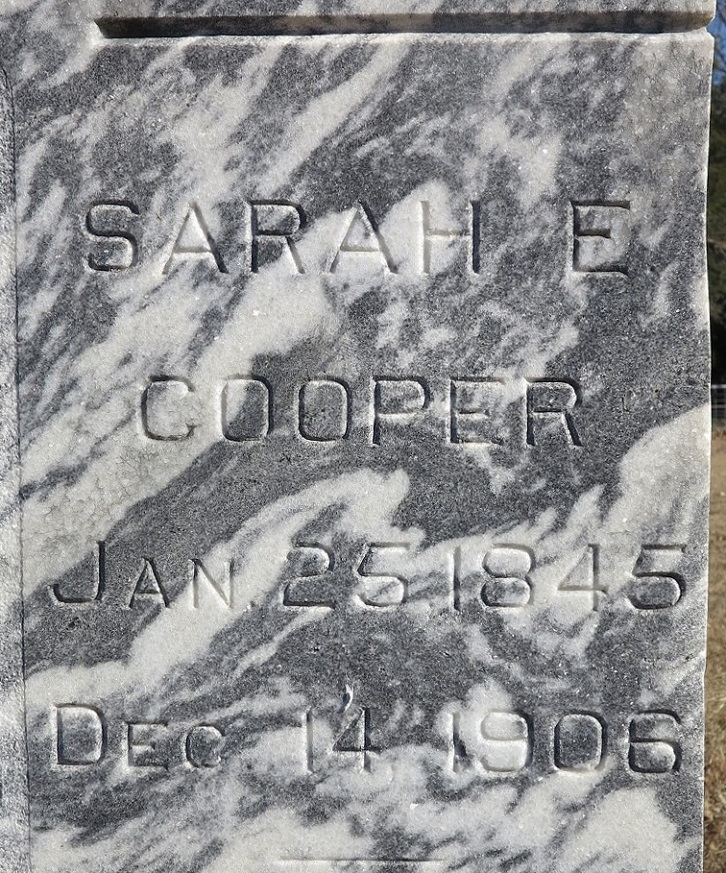 SARAH E
COOPER
JAN. 25, 1845
DEC. 14, 1906